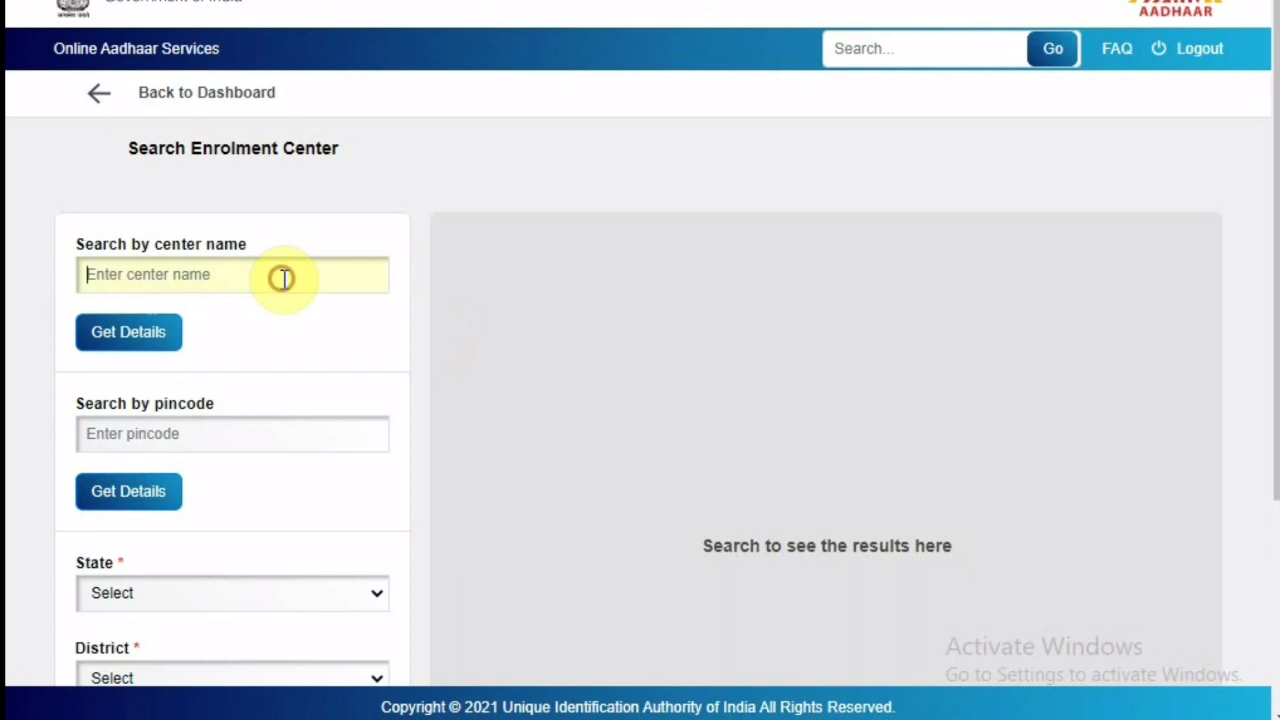 Government of India
AADHAAR
Online Aadhaar Services
Search...
Go
FAQ
Logout
Back to Dashboard
Search Enrolment Center
Search by center name
Enter center name
Get Details
Search by pincode
Enter pincode
Get Details
State *
Select
District *
Select
Search to see the results here
Activate Windows
Go to Settings to activate Windows.
Copyright © 2021 Unique Identification Authority of India All Rights Reserved.